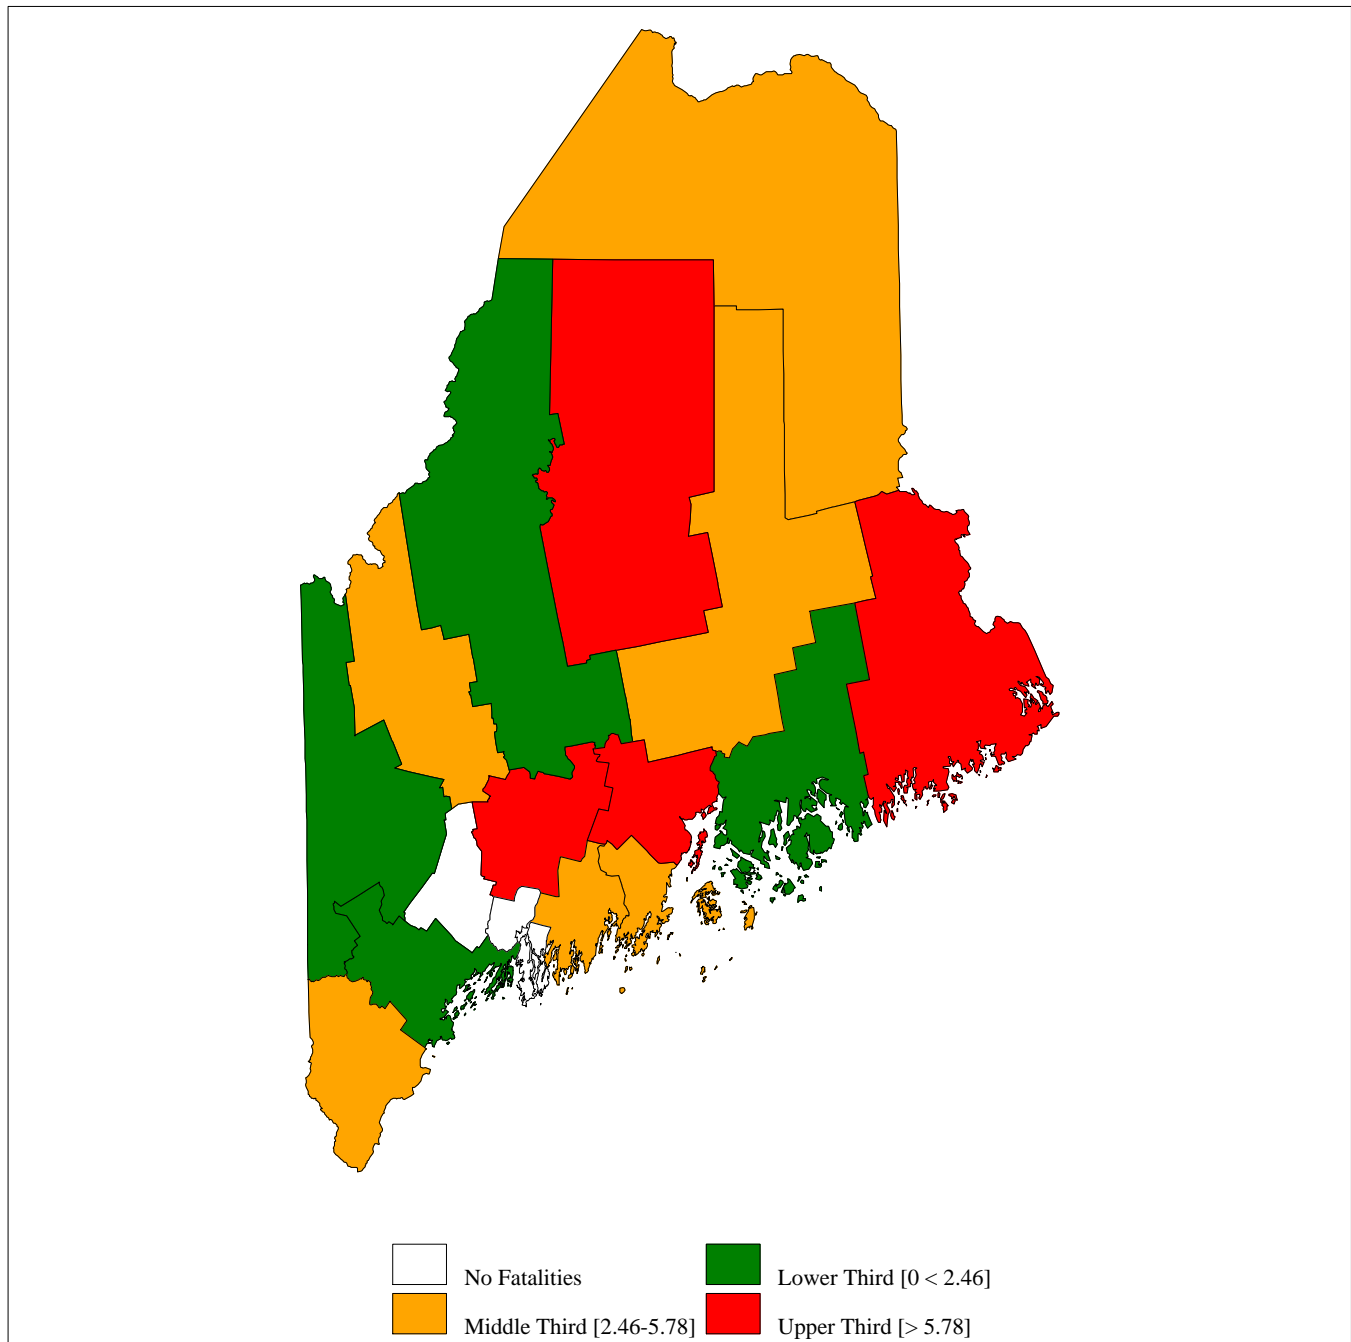 No Fatalities
Lower Third [0 < 2.46]
Middle Third [2.46-5.78]
Upper Third [> 5.78]